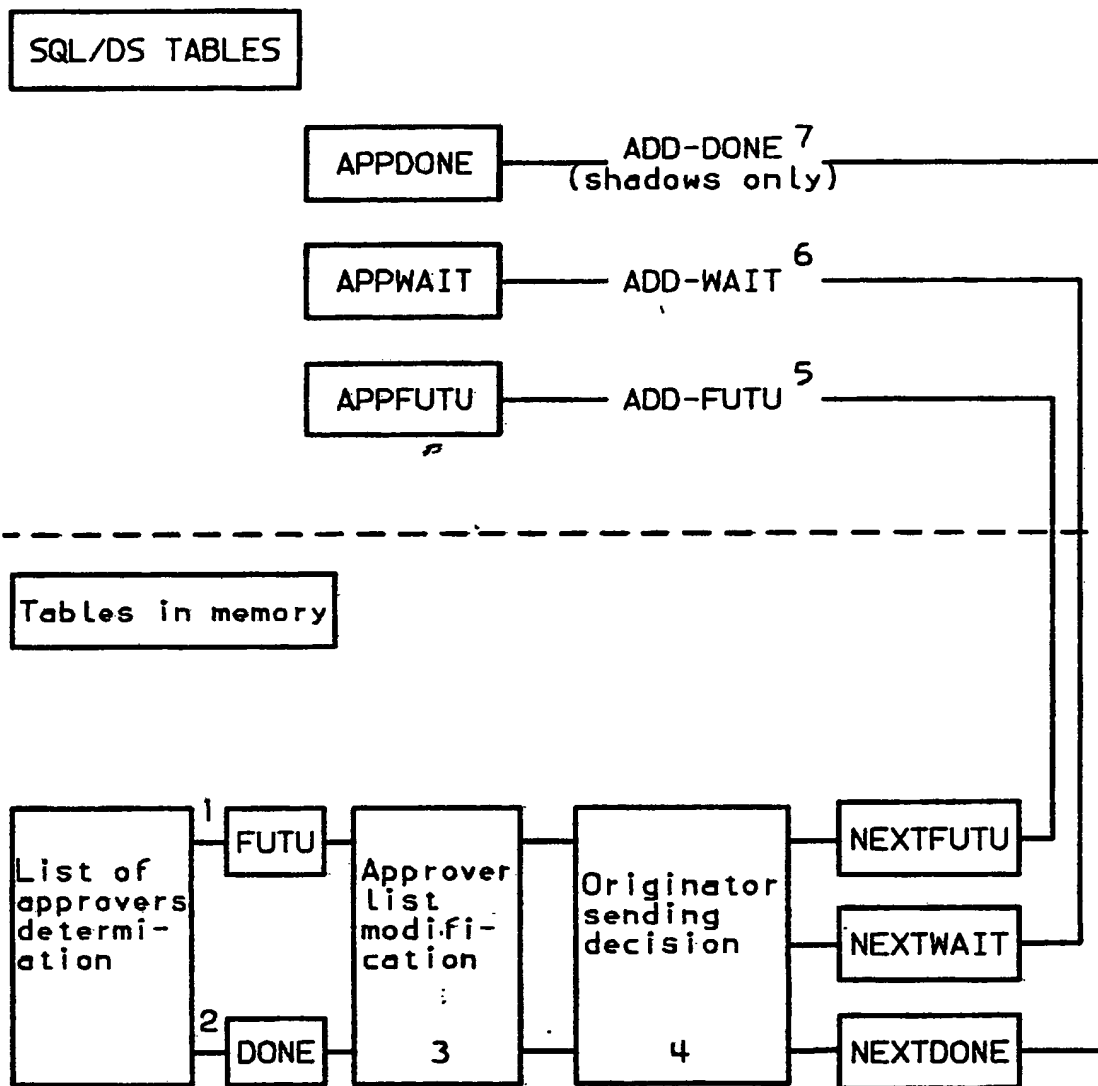 SQL/DS TABLES
APPDONE
ADD-DONE 7
(shadows only)
APPWAIT
ADD-WAIT 6
APPFUTU
ADD-FUTU 5
Tables in memory
List of
approvers
determi-
ation
1
FUTU
2
DONE
Approver
list
modifi-
cation
3
Originator
sending
decision
4
NEXTFUTU
NEXTWAIT
NEXTDONE